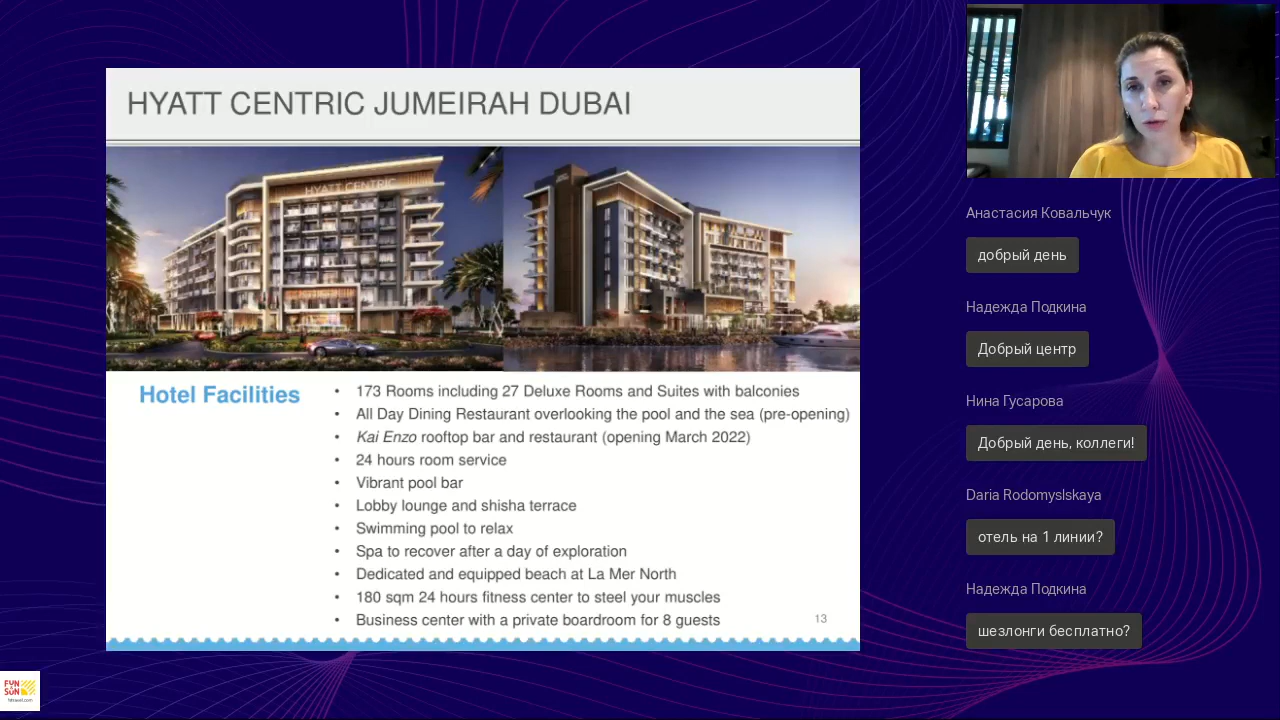 HYATT CENTRIC JUMEIRAH DUBAI
HYATT CENTRIC
Hotel Facilities
• 173 Rooms including 27 Deluxe Rooms and Suites with balconies
• All Day Dining Restaurant overlooking the pool and the sea (pre-opening)
• Kai Enzo rooftop bar and restaurant (opening March 2022)
• 24 hours room service
• Vibrant pool bar
• Lobby lounge and shisha terrace
• Swimming pool to relax
• Spa to recover after a day of exploration
• Dedicated and equipped beach at La Mer North
• 180 sqm 24 hours fitness center to steel your muscles
• Business center with a private boardroom for 8 guests
13
Анастасия Ковальчук
добрый день
Надежда Подкина
Добрый центр
Нина Гусарова
Добрый день, коллеги!
Daria Rodomyslskaya
отель на 1 линии?
Надежда Подкина
шезлонги бесплатно?
FUN
SUN